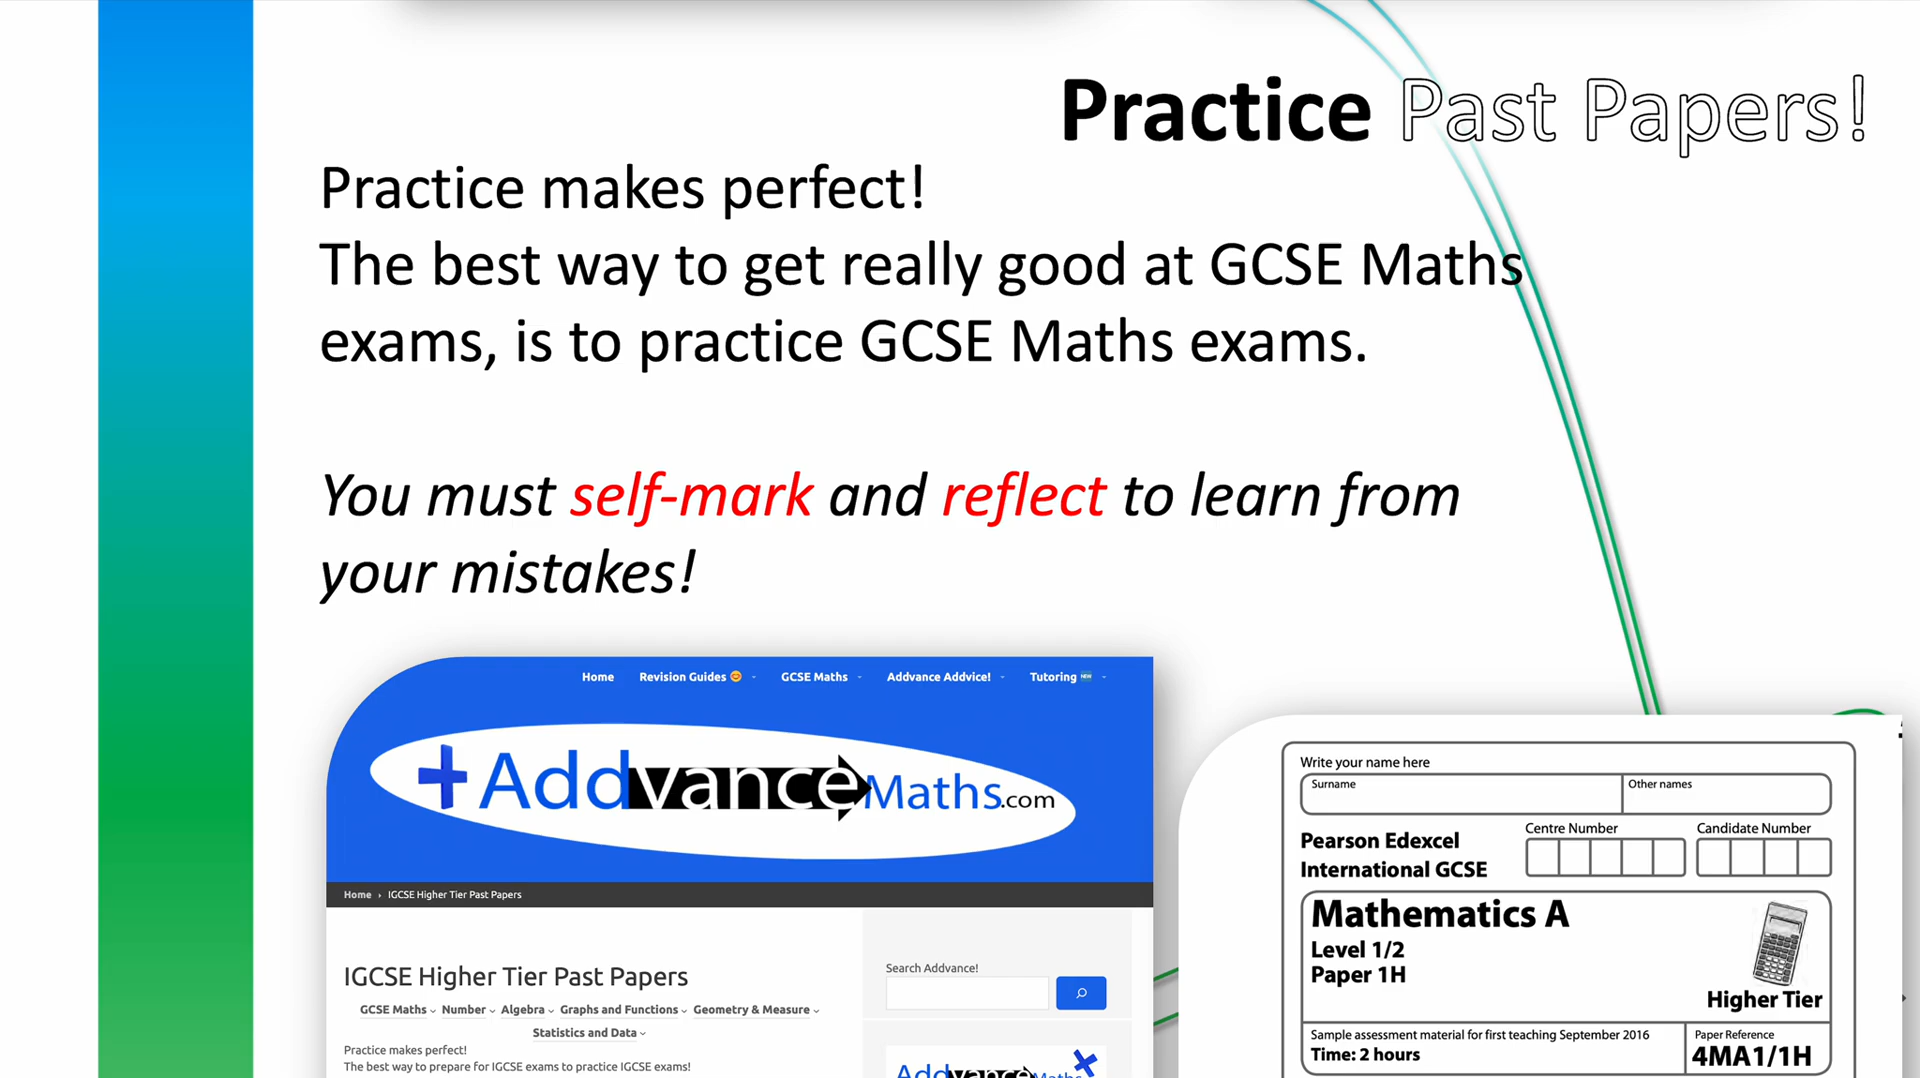 Practice Past Papers!
Practice makes perfect!
The best way to get really good at GCSE Maths
exams, is to practice GCSE Maths exams.
You must self-mark and reflect to learn from
your mistakes!
Home Revision Guides GCSE Maths Addvance Addvice! Tutoring NEW
+AddvanceMaths.com
Home › IGCSE Higher Tier Past Papers
IGCSE Higher Tier Past Papers
GCSE Maths Number Algebra Graphs and Functions Geometry & Measure
Statistics and Data
Practice makes perfect!
The best way to prepare for IGCSE exams to practice IGCSE exams!
Search Addvance!
AddvanceMaths
Write your name here
Surname Other names
Pearson Edexcel
International GCSE
Centre Number Candidate Number
Mathematics A
Level 1/2
Paper 1H
Higher Tier
Sample assessment material for first teaching September 2016
Time: 2 hours
Paper Reference
4MA1/1H